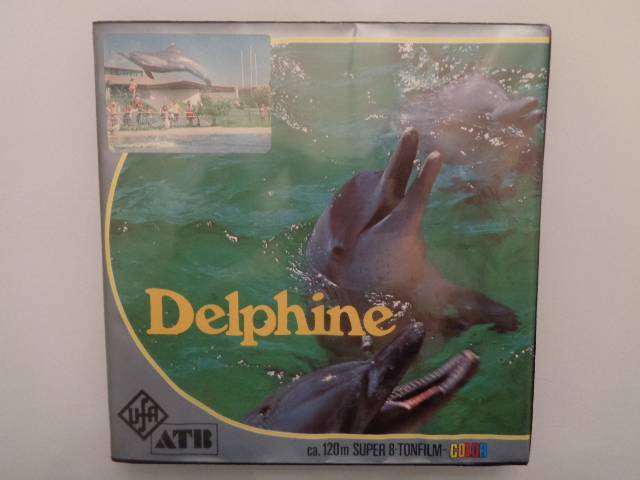 Delphine
UFA
ATB
ca. 120m SUPER 8-TONFILM-COLOR